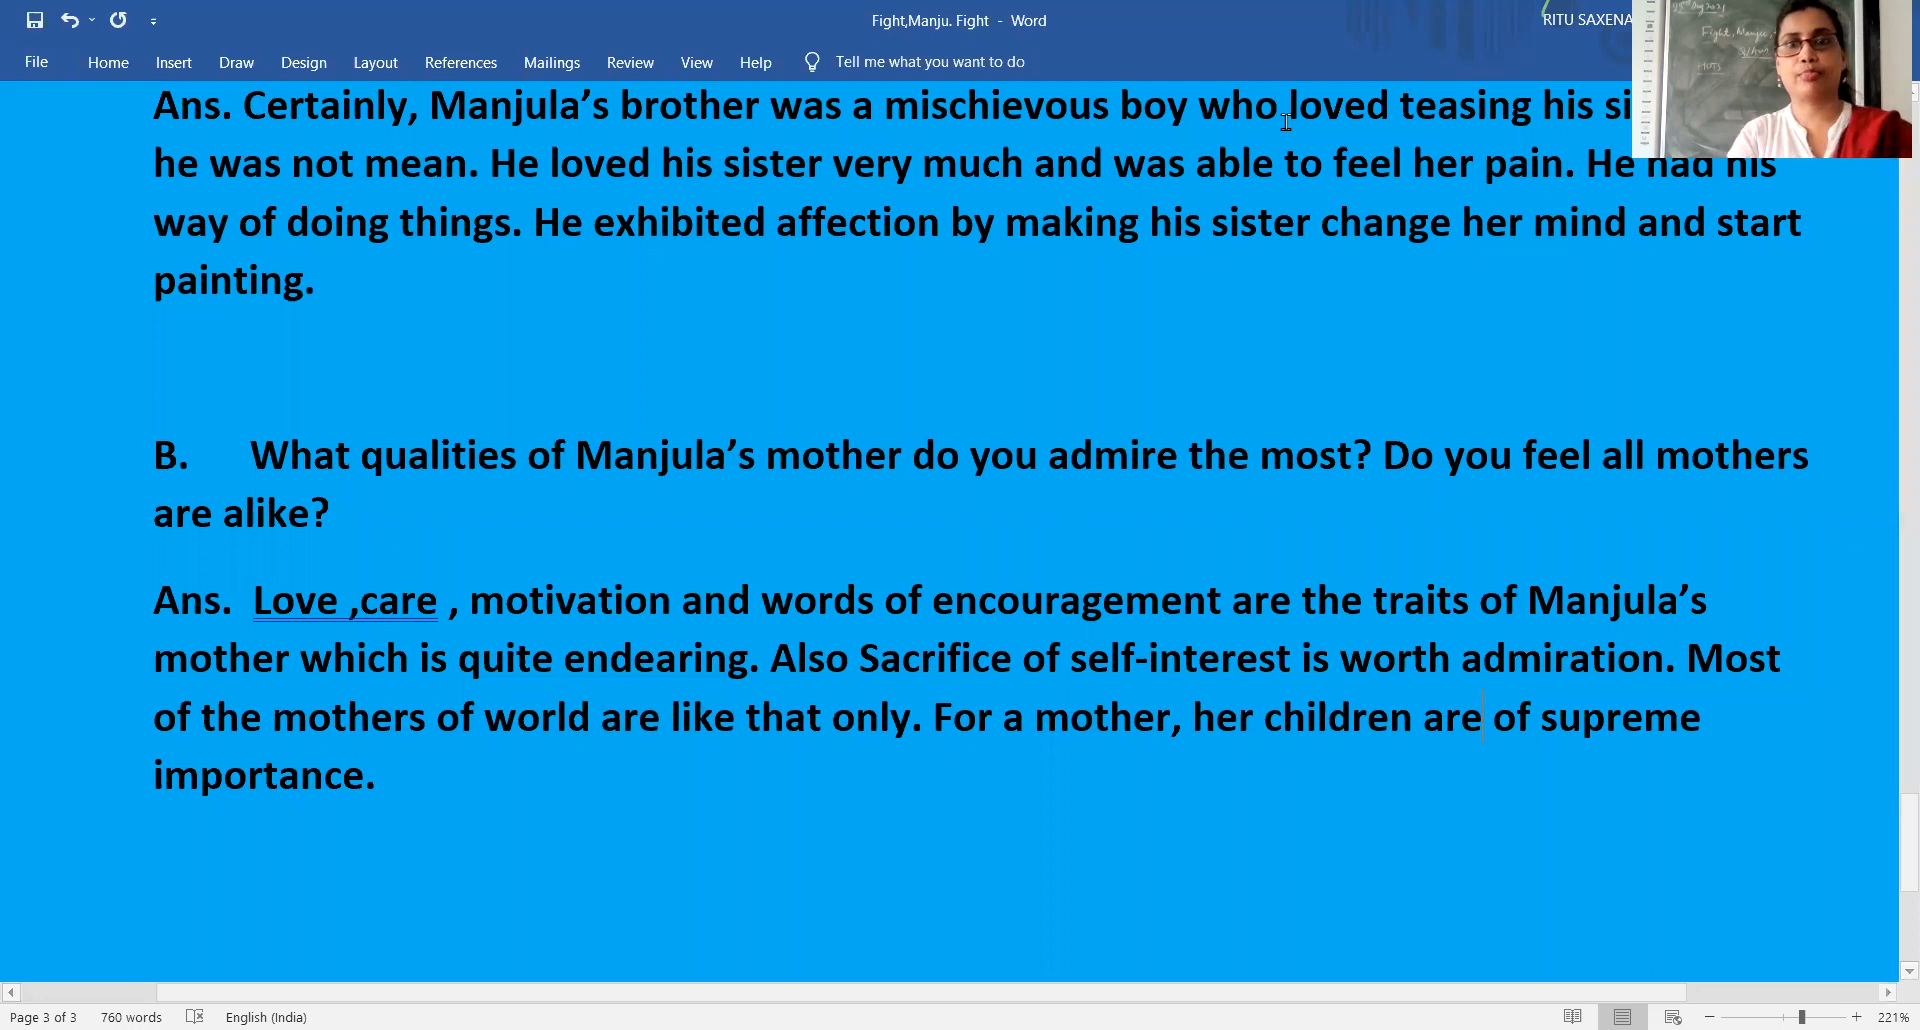 Fight,Manju. Fight - Word
RITU SAXENA
File Home Insert Draw Design Layout References Mailings Review View Help Tell me what you want to do
Fight, Manju
HOTS
Ans. Certainly, Manjula’s brother was a mischievous boy who loved teasing his
he was not mean. He loved his sister very much and was able to feel her pain. He had his
way of doing things. He exhibited affection by making his sister change her mind and start
painting.
B. What qualities of Manjula’s mother do you admire the most? Do you feel all mothers
are alike?
Ans. Love ,care , motivation and words of encouragement are the traits of Manjula’s
mother which is quite endearing. Also Sacrifice of self-interest is worth admiration. Most
of the mothers of world are like that only. For a mother, her children are of supreme
importance.
Page 3 of 3 760 words English (India) 221%